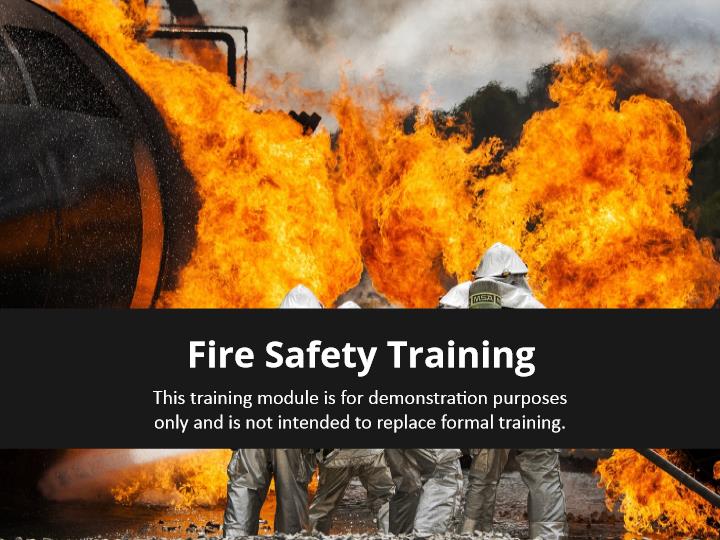 MSA
Fire Safety Training
This training module is for demonstration purposes
only and is not intended to replace formal training.